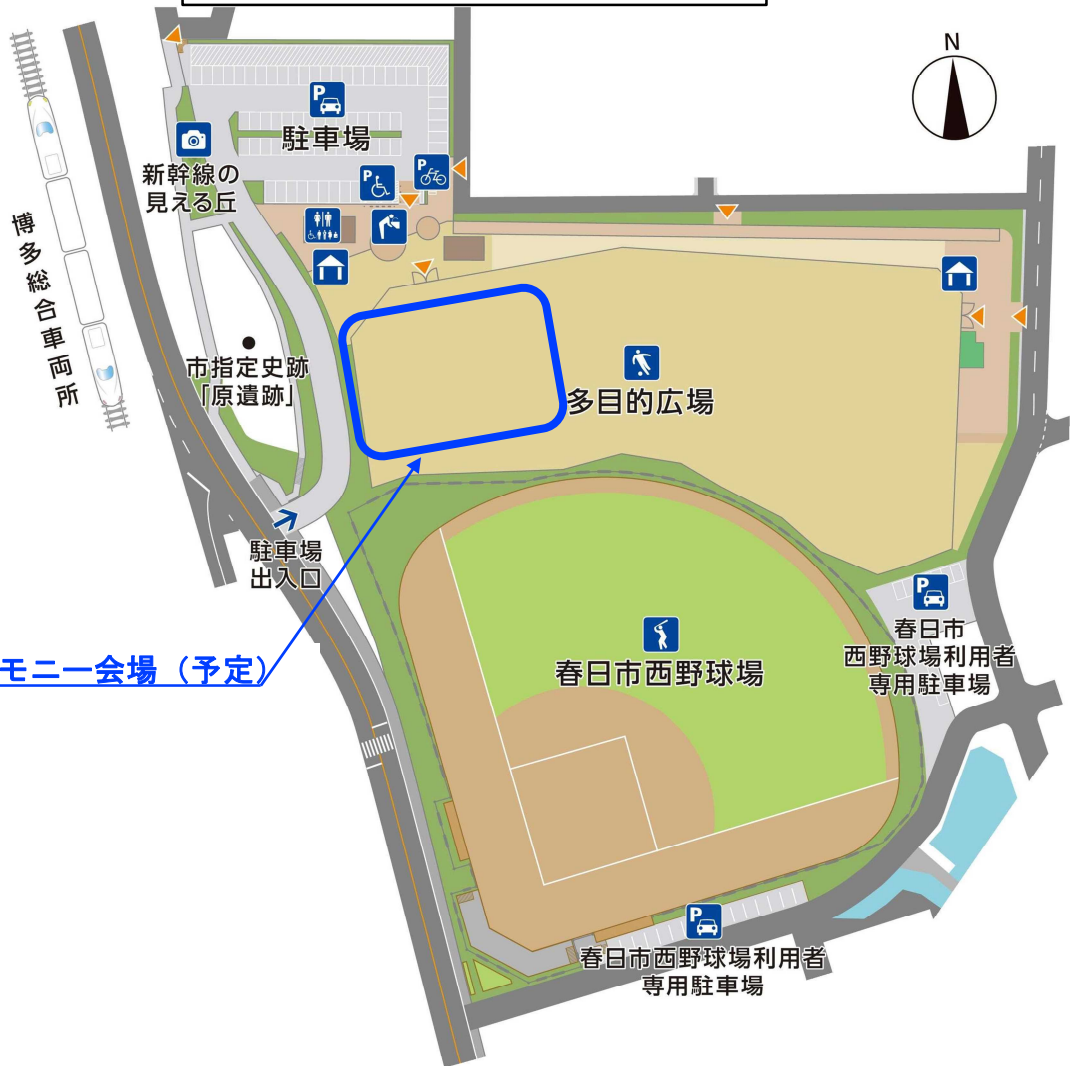 N
P
駐車場
新幹線の
見える丘
P
P
博多総合車両所
市指定史跡
「原遺跡」
多目的広場
駐車場
出入口
P
春日市
西野球場利用者
専用駐車場
モニー会場（予定）
春日市西野球場
P
春日市西野球場利用者
専用駐車場